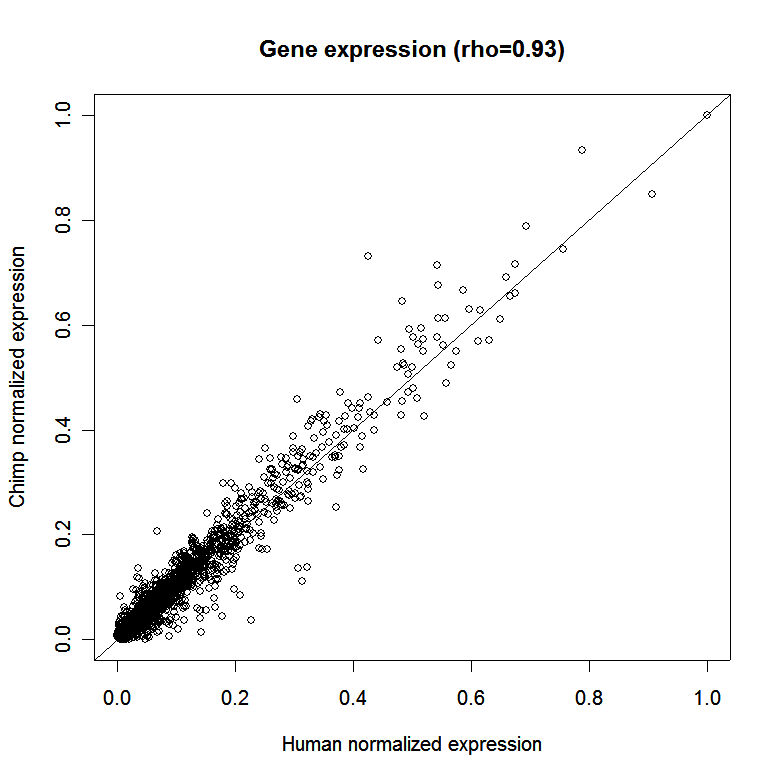 Gene expression (rho=0.93)
Chimp normalized expression
1.0
0.8
0.6
0.4
0.2
0.0
0.0 0.2 0.4 0.6 0.8 1.0
Human normalized expression